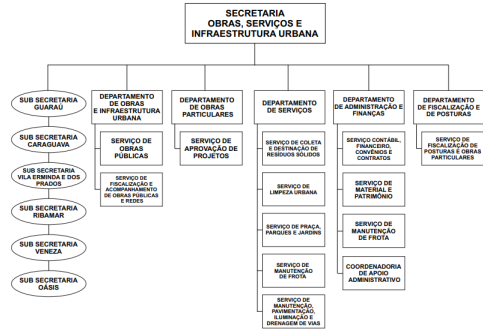 SECRETARIA
OBRAS, SERVIÇOS E
INFRAESTRUTURA URBANA
SUB SECRETARIA
GUARAÚ
SUB SECRETARIA
CARAGUAVA
SUB SECRETARIA
VILA ERMINDA E DOS
PRADOS
SUB SECRETARIA
RIBAMAR
SUB SECRETARIA
VENEZA
SUB SECRETARIA
OÁSIS
DEPARTAMENTO
DE OBRAS
E INFRAESTRUTURA
URBANA
SERVIÇO DE
OBRAS
PÚBLICAS
SERVIÇO DE
FISCALIZAÇÃO E
ACOMPANHAMENTO
DE OBRAS PÚBLICAS
E REDES
DEPARTAMENTO
DE OBRAS
PARTICULARES
SERVIÇO DE
APROVAÇÃO DE
PROJETOS
DEPARTAMENTO
DE SERVIÇOS
SERVIÇO DE COLETA
E DESTINAÇÃO DE
RESÍDUOS SÓLIDOS
SERVIÇO DE
LIMPEZA URBANA
SERVIÇO DE PRAÇA,
PARQUES E JARDINS
SERVIÇO DE
MANUTENÇÃO
DE FROTA
SERVIÇO DE
MANUTENÇÃO,
PAVIMENTAÇÃO,
ILUMINAÇÃO E
DRENAGEM DE VIAS
DEPARTAMENTO
DE ADMINISTRAÇÃO E
FINANÇAS
SERVIÇO CONTÁBIL,
FINANCEIRO,
CONVÊNIOS E
CONTRATOS
SERVIÇO DE
MATERIAL E
PATRIMÔNIO
SERVIÇO DE
MANUTENÇÃO
DE FROTA
COORDENADORIA
DE APOIO
ADMINISTRATIVO
DEPARTAMENTO
DE FISCALIZAÇÃO E
DE POSTURAS
SERVIÇO DE
FISCALIZAÇÃO DE
POSTURAS E OBRAS
PARTICULARES